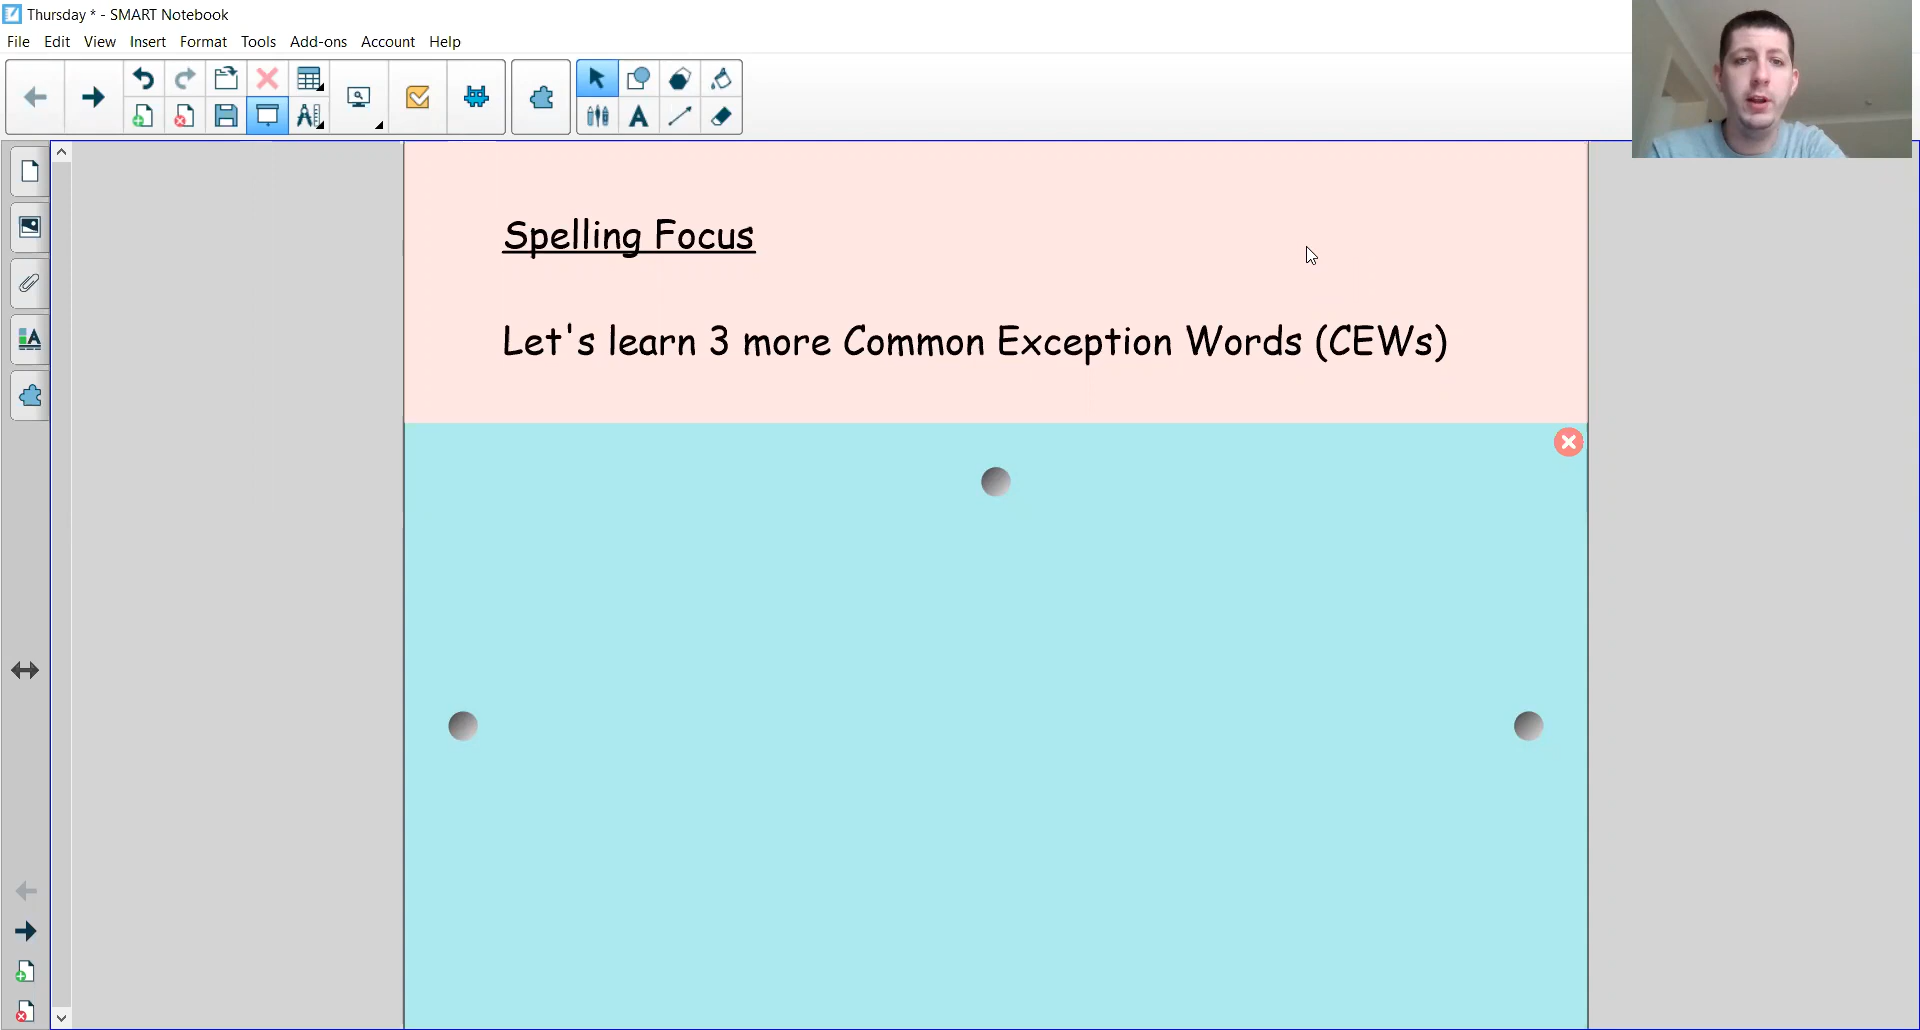 Thursday * - SMART Notebook
File Edit View Insert Format Tools Add-ons Account Help
Spelling Focus
Let's learn 3 more Common Exception Words (CEWs)